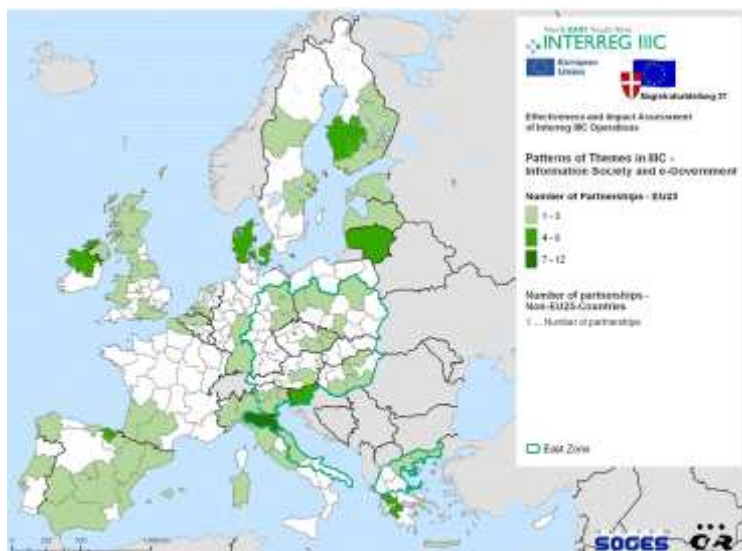 INTERREG IIIC
European
Union
Effectiveness and Impact Assessment
of Interreg IIIC Operations
Patterns of Themes in IIIC -
Information Society and e-Government
Number of Partnerships - EU25
1 - 3
4 - 6
7 - 12
Number of partnerships -
Non-EU25-Countries
1 ... Number of partnerships
East Zone
SOGES